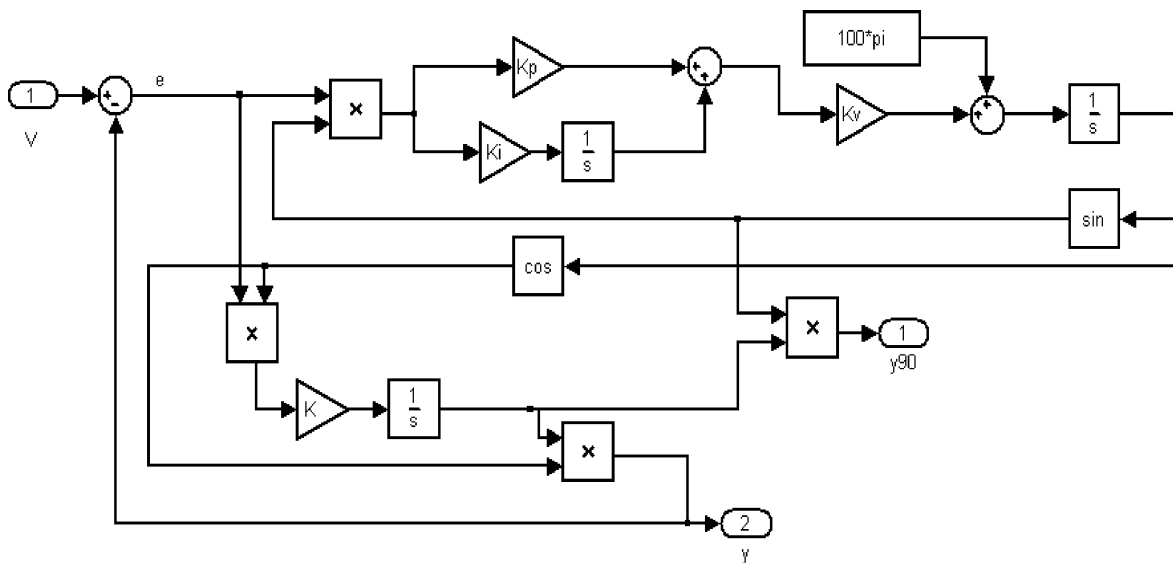 100*pi
1
V
e
+
-
×
Kp
+
+
Kv
+
+
1
s
Ki
1
s
sin
cos
×
×
1
y90
K
1
s
×
2
y